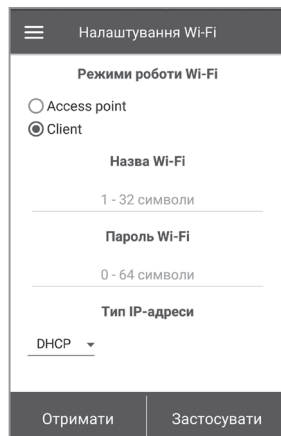 Налаштування Wi-Fi
Режими роботи Wi-Fi
Access point
Client
Назва Wi-Fi
1 - 32 символи
Пароль Wi-Fi
0 - 64 символи
Тип IP-адреси
DHCP
Отримати Застосувати